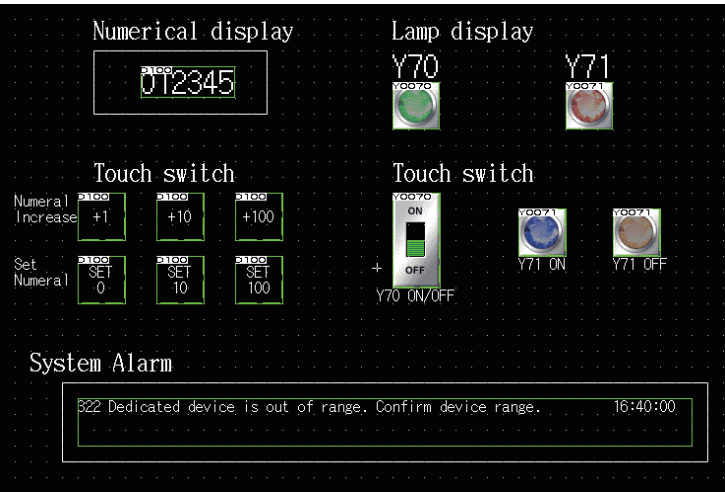 Numerical display
Lamp display
D100
012345
Y70
Y0070
Y71
Y0071
Touch switch
Touch switch
Numeral Increase
D100
+1
D100
+10
D100
+100
Set Numeral
D100
SET
0
D100
SET
10
D100
SET
100
Y0070
ON
OFF
Y70 ON/OFF
Y0071
Y71 ON
Y0071
Y71 OFF
System Alarm
322 Dedicated device is out of range. Confirm device range. 16:40:00